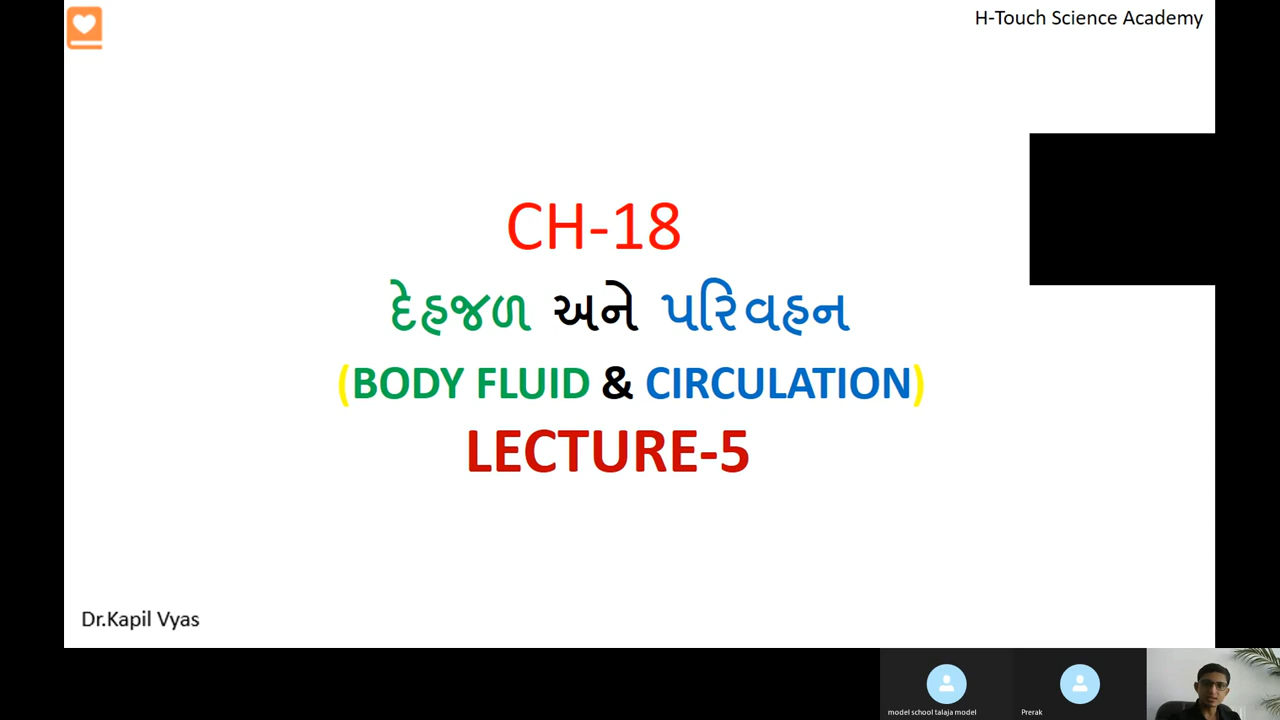 H-Touch Science Academy
CH-18
દેહજળ અને પરિવહન
(BODY FLUID & CIRCULATION)
LECTURE-5
Dr.Kapil Vyas
model school talaja model
Prerak